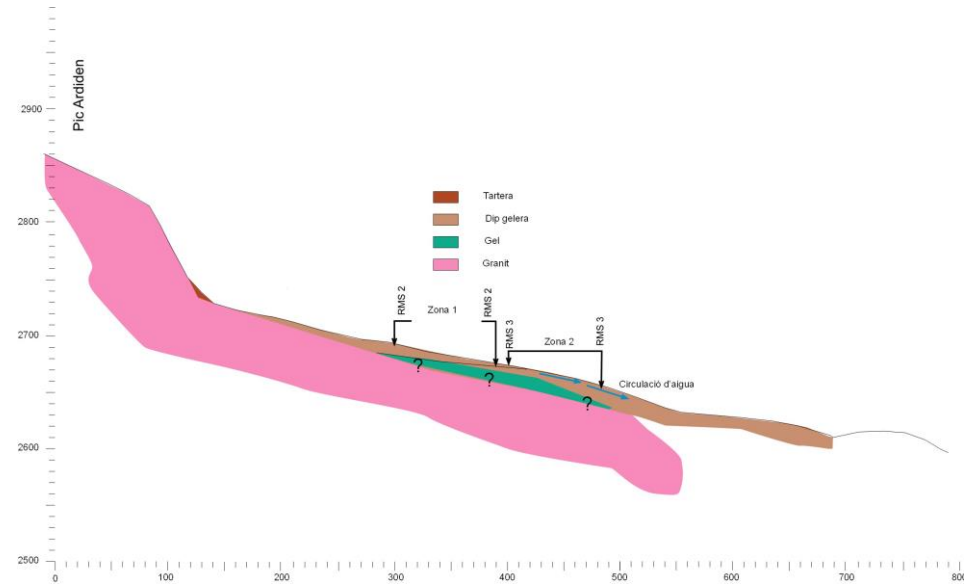 Pic Ardiden
2900
2800
2700
2600
2500
Tartera
Dip gelera
Gel
Granit
RMS 2
Zona 1
RMS 2
RMS 3
Zona 2
RMS 3
Circulació d'aigua
?
?
?
0
100
200
300
400
500
600
700
800